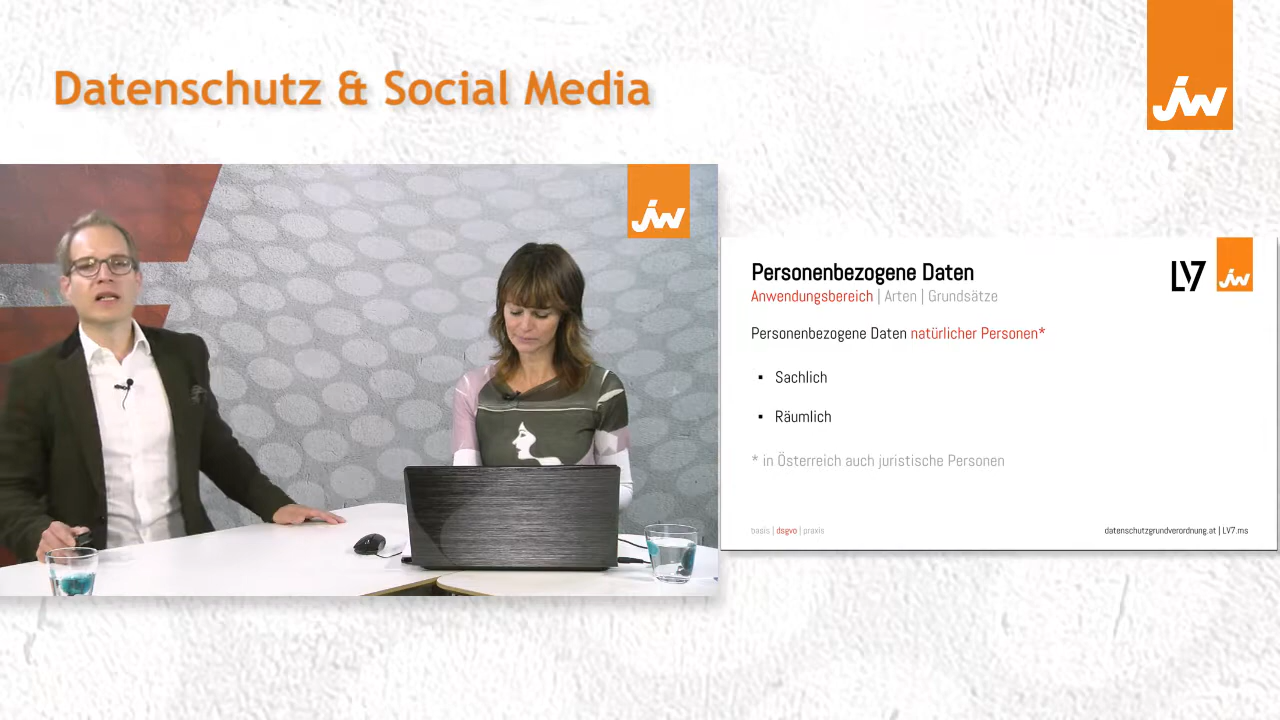 Datenschutz & Social Media
jw
jw
Personenbezogene Daten
LV7
jw
Anwendungsbereich | Arten | Grundsätze
Personenbezogene Daten natürlicher Personen*
▪ Sachlich
▪ Räumlich
* in Österreich auch juristische Personen
basis | dsgvo | praxis
datenschutzgrundverordnung.at | LV7.ms